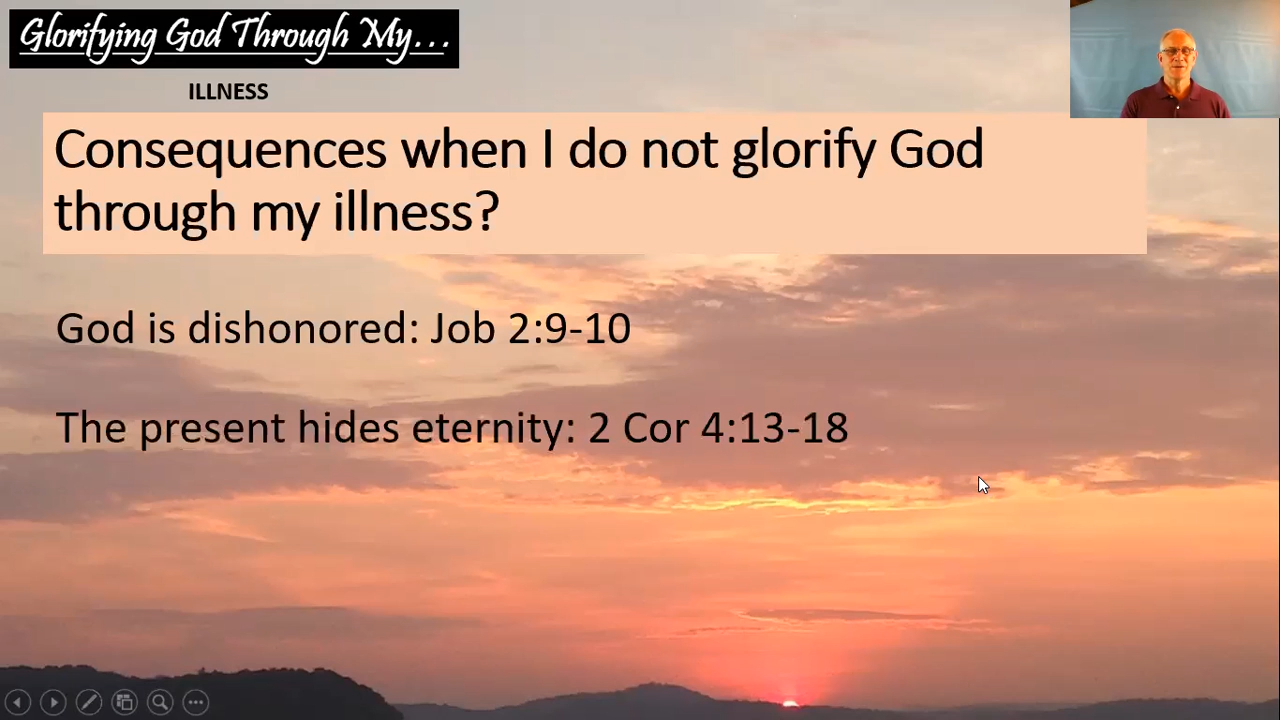 Glorifying God Through My...
ILLNESS
Consequences when I do not glorify God
through my illness?
God is dishonored: Job 2:9-10
The present hides eternity: 2 Cor 4:13-18